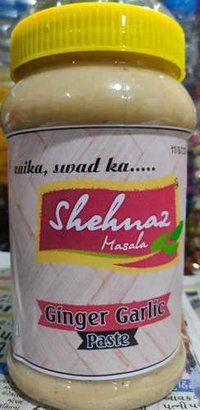 zaika, swad ka.....
Shehnaz
Masala
Ginger Garlic
Paste